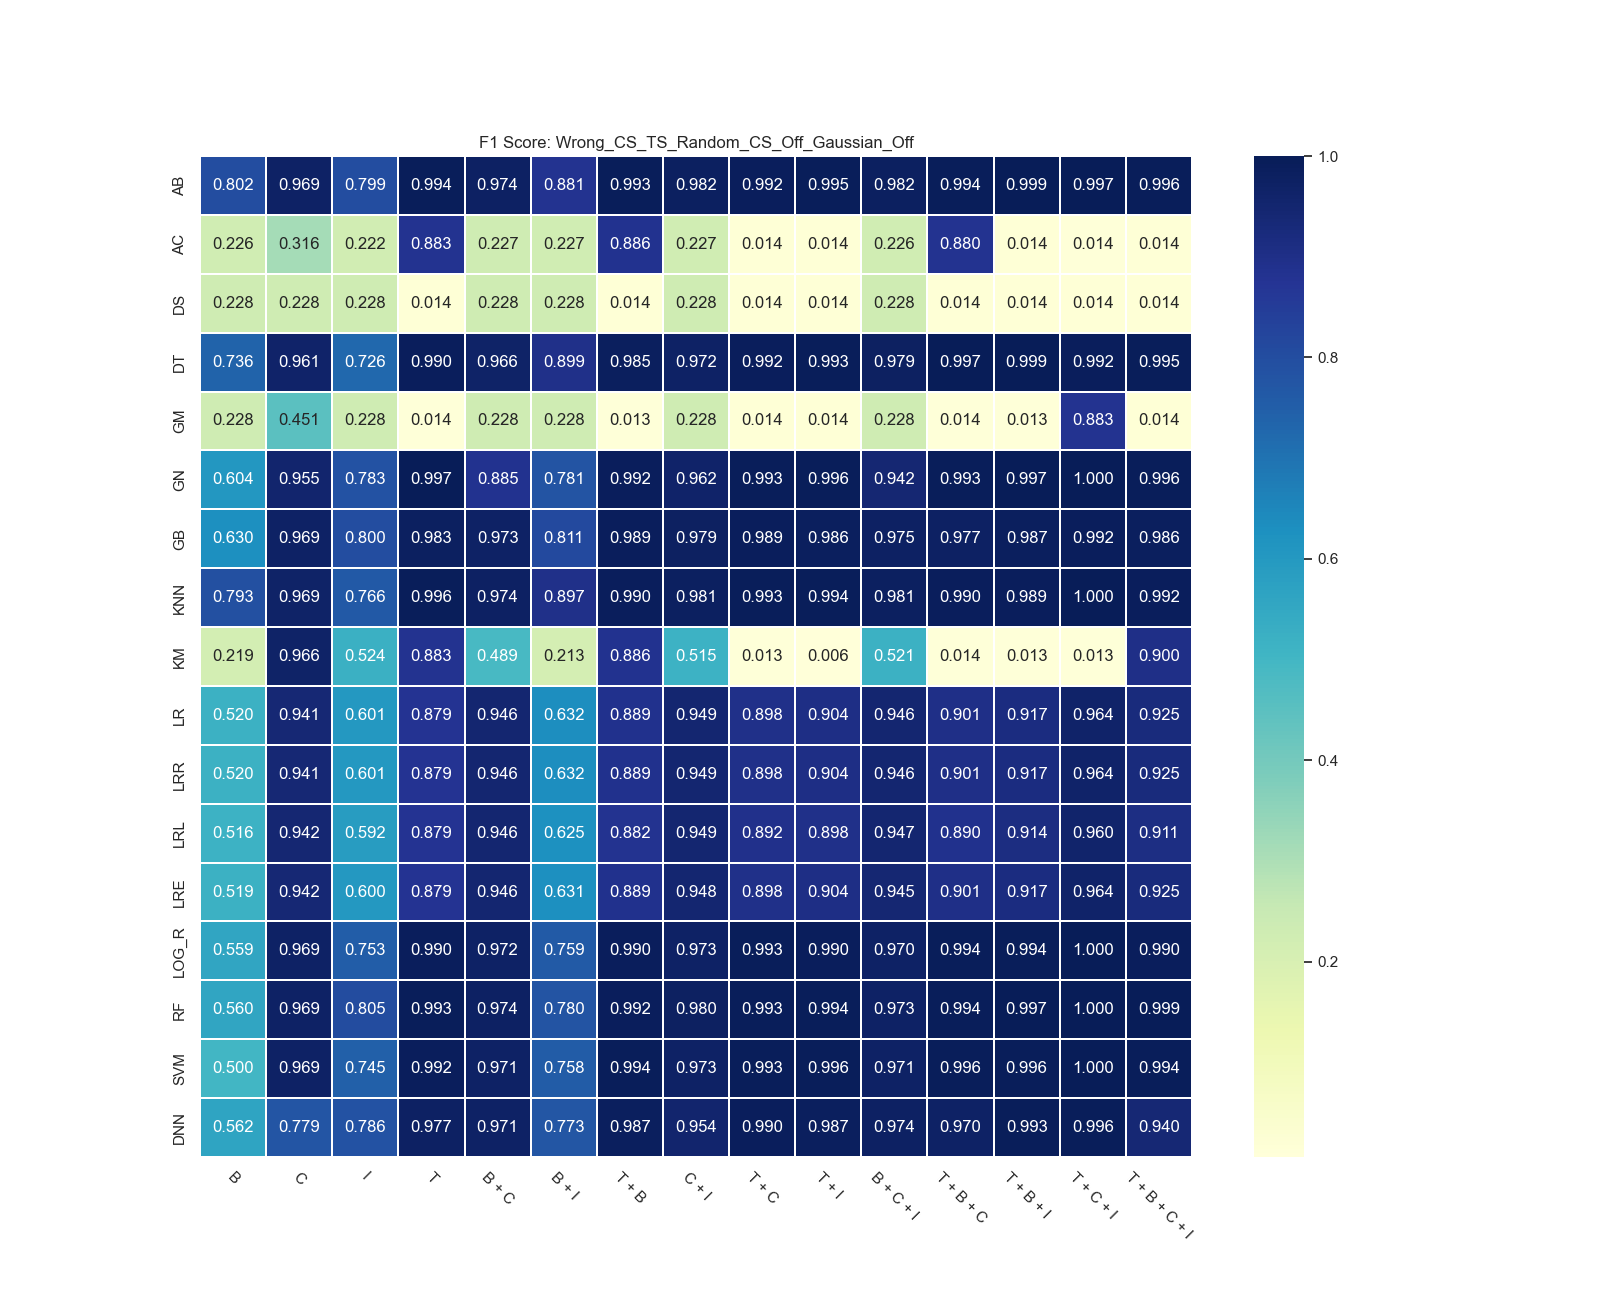 F1 Score: Wrong_CS_TS_Random_CS_Off_Gaussian_Off
AB 0.802 0.969 0.799 0.994 0.974 0.881 0.993 0.982 0.992 0.995 0.982 0.994 0.999 0.997 0.996
AC 0.226 0.316 0.222 0.883 0.227 0.227 0.886 0.227 0.014 0.014 0.226 0.880 0.014 0.014 0.014
DS 0.228 0.228 0.228 0.014 0.228 0.228 0.014 0.228 0.014 0.014 0.228 0.014 0.014 0.014 0.014
DT 0.736 0.961 0.726 0.990 0.966 0.899 0.985 0.972 0.992 0.993 0.979 0.997 0.999 0.992 0.995
GM 0.228 0.451 0.228 0.014 0.228 0.228 0.013 0.228 0.014 0.014 0.228 0.014 0.013 0.883 0.014
GN 0.604 0.955 0.783 0.997 0.885 0.781 0.992 0.962 0.993 0.996 0.942 0.993 0.997 1.000 0.996
GB 0.630 0.969 0.800 0.983 0.973 0.811 0.989 0.979 0.989 0.986 0.975 0.977 0.987 0.992 0.986
KNN 0.793 0.969 0.766 0.996 0.974 0.897 0.990 0.981 0.993 0.994 0.981 0.990 0.989 1.000 0.992
KM 0.219 0.966 0.524 0.883 0.489 0.213 0.886 0.515 0.013 0.006 0.521 0.014 0.013 0.013 0.900
LR 0.520 0.941 0.601 0.879 0.946 0.632 0.889 0.949 0.898 0.904 0.946 0.901 0.917 0.964 0.925
LRR 0.520 0.941 0.601 0.879 0.946 0.632 0.889 0.949 0.898 0.904 0.946 0.901 0.917 0.964 0.925
LRL 0.516 0.942 0.592 0.879 0.946 0.625 0.882 0.949 0.892 0.898 0.947 0.890 0.914 0.960 0.911
LRE 0.519 0.942 0.600 0.879 0.946 0.631 0.889 0.948 0.898 0.904 0.945 0.901 0.917 0.964 0.925
LOG_R 0.559 0.969 0.753 0.990 0.972 0.759 0.990 0.973 0.993 0.990 0.970 0.994 0.994 1.000 0.990
RF 0.560 0.969 0.805 0.993 0.974 0.780 0.992 0.980 0.993 0.994 0.973 0.994 0.997 1.000 0.999
SVM 0.500 0.969 0.745 0.992 0.971 0.758 0.994 0.973 0.993 0.996 0.971 0.996 0.996 1.000 0.994
DNN 0.562 0.779 0.786 0.977 0.971 0.773 0.987 0.954 0.990 0.987 0.974 0.970 0.993 0.996 0.940
B C I T B + C B + I T + B C + I T + C T + I B + C + I T + B + C T + B + I T + C + I T + B + C + I
1.0
0.8
0.6
0.4
0.2